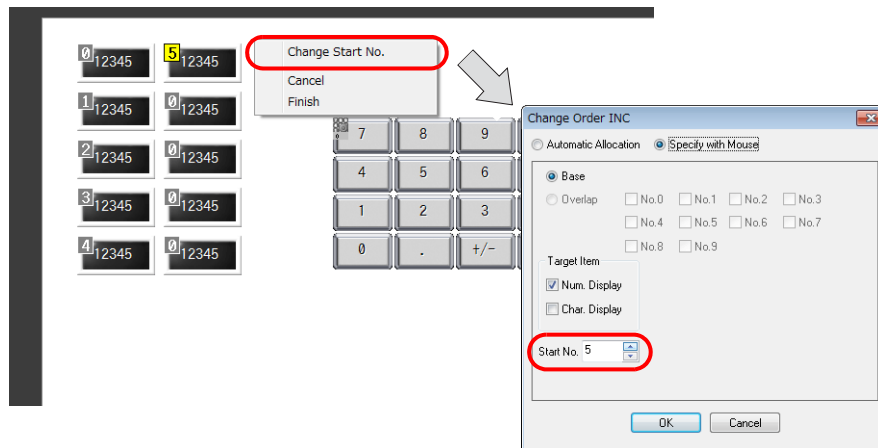 0 12345 5 12345
1 12345 0 12345
2 12345 0 12345
3 12345 0 12345
4 12345 0 12345
Change Start No.
Cancel
Finish
7 8 9
4 5 6
1 2 3
0 . +/-
Change Order INC
Automatic Allocation Specify with Mouse
Base
Overlap No.0 No.1 No.2 No.3
No.4 No.5 No.6 No.7
No.8 No.9
Target Item
Num. Display
Char. Display
Start No. 5
OK Cancel